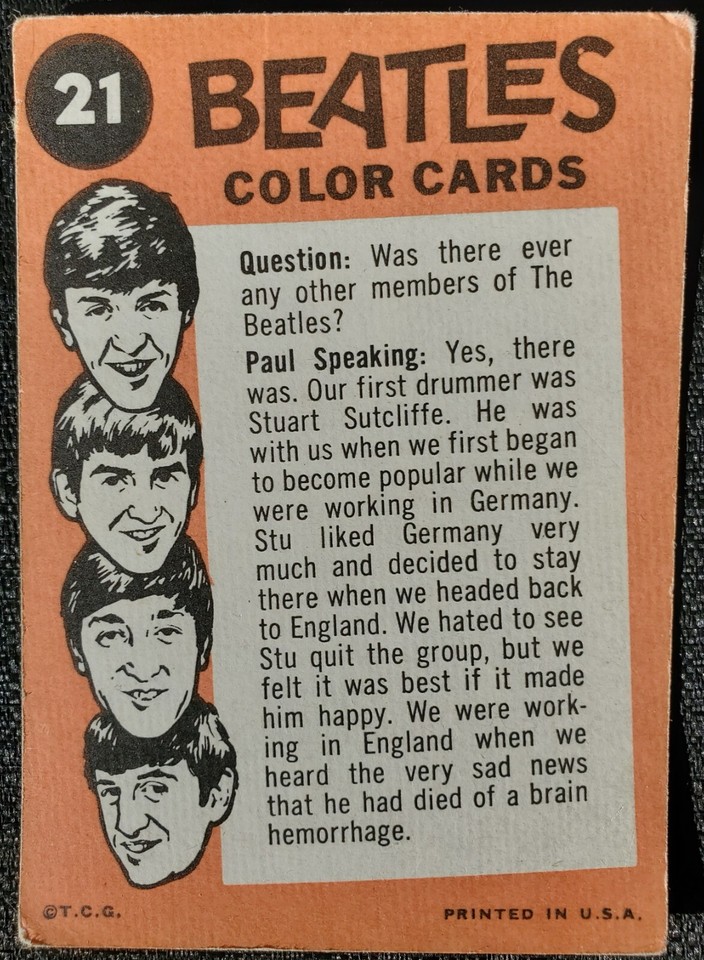 21
BEATLES
COLOR CARDS
Question: Was there ever
any other members of The
Beatles?
Paul Speaking: Yes, there
was. Our first drummer was
Stuart Sutcliffe. He was
with us when we first began
to become popular while we
were working in Germany.
Stu liked Germany very
much and decided to stay
there when we headed back
to England. We hated to see
Stu quit the group, but we
felt it was best if it made
him happy. We were work-
ing in England when we
heard the very sad news
that he had died of a brain
hemorrhage.
©T.C.G.
PRINTED IN U.S.A.